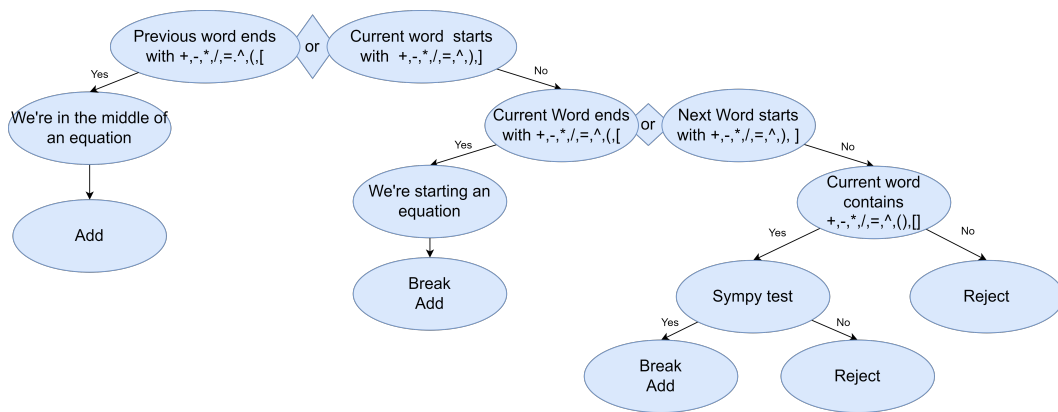 Previous word ends
with +,-,*,/,=.^,(,[
or
Current word  starts
with  +,-,*,/,=,^,),]
Yes
No
We're in the middle of
an equation
Current Word ends
with +,-,*,/,=,^,(,[
or
Next Word starts
with +,-,*,/,=,^,), ]
Yes
No
We're starting an
equation
Current word
contains
+,-,*,/,=,^,(),[]
Add
Yes
No
Break
Add
Sympy test
Reject
Yes
No
Break
Add
Reject